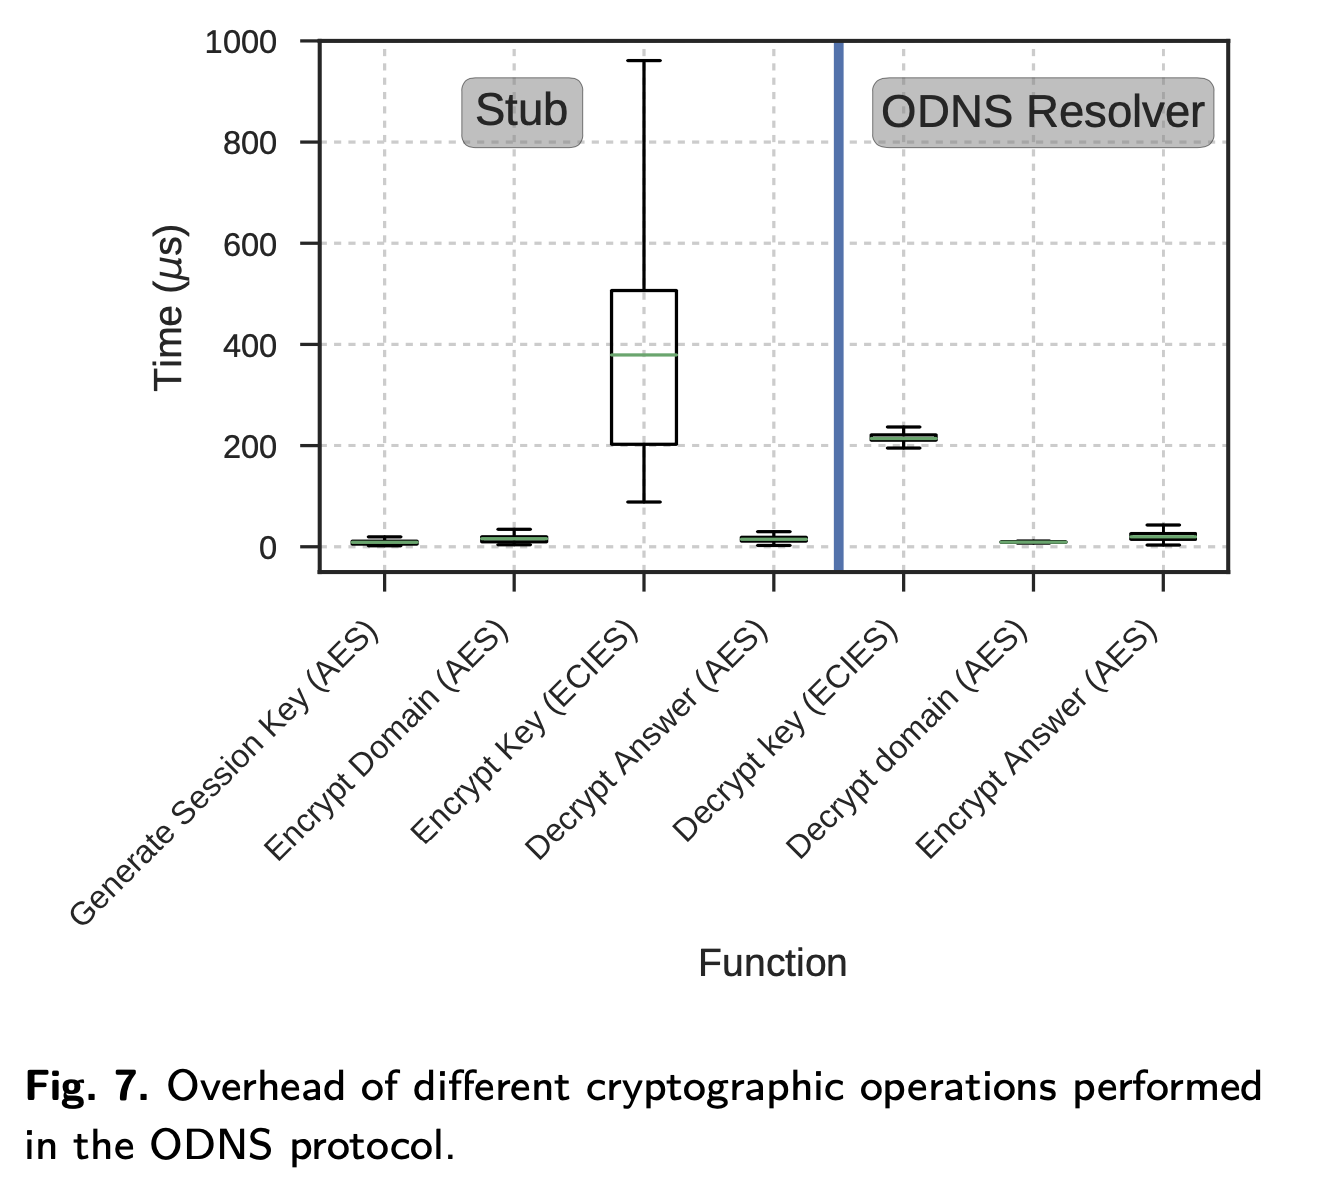 1000
800
600
400
200
0
Time (μs)
Stub
ODNS Resolver
Generate Session Key (AES)
Encrypt Domain (AES)
Encrypt Key (ECIES)
Decrypt Answer (AES)
Decrypt key (ECIES)
Decrypt domain (AES)
Encrypt Answer (AES)
Function
Fig. 7. Overhead of different cryptographic operations performed
in the ODNS protocol.